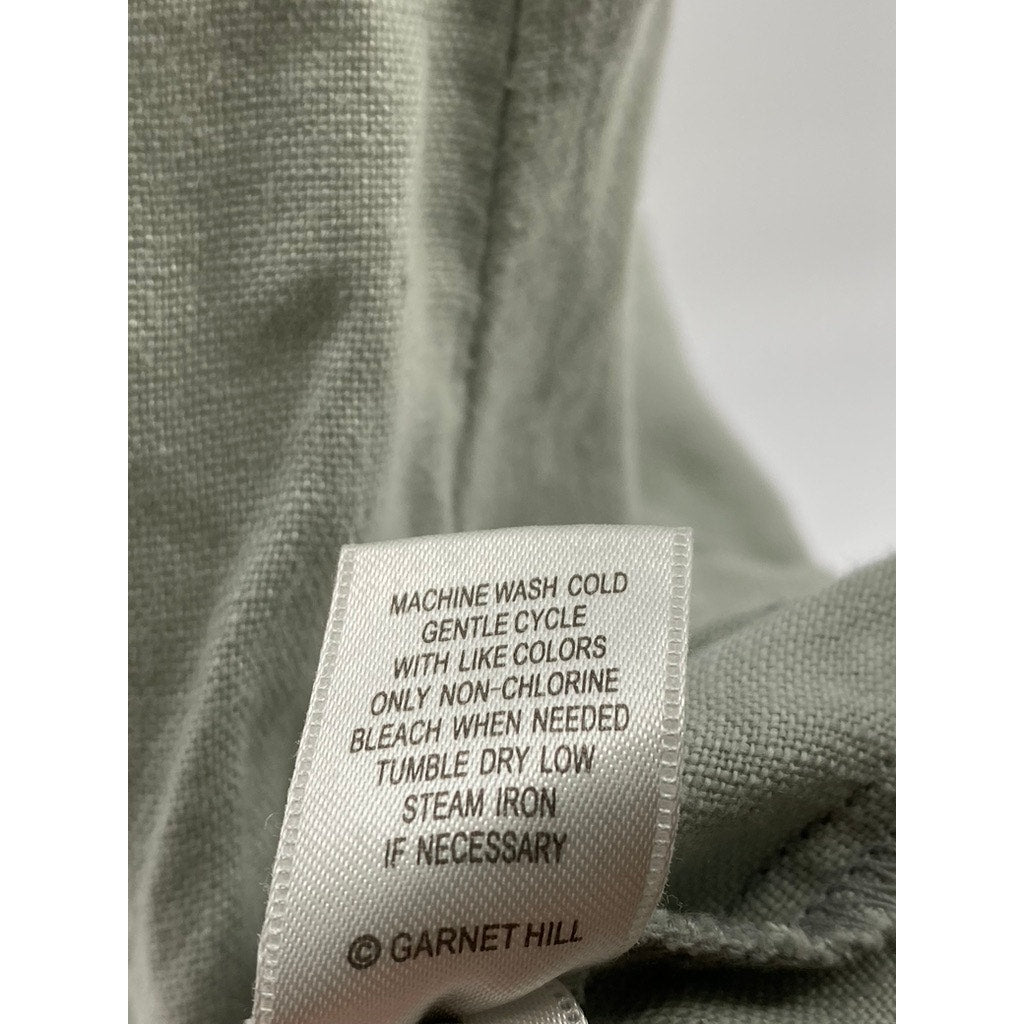 MACHINE WASH COLD
GENTLE CYCLE
WITH LIKE COLORS
ONLY NON-CHLORINE
BLEACH WHEN NEEDED
TUMBLE DRY LOW
STEAM IRON
IF NECESSARY
© GARNET HILL